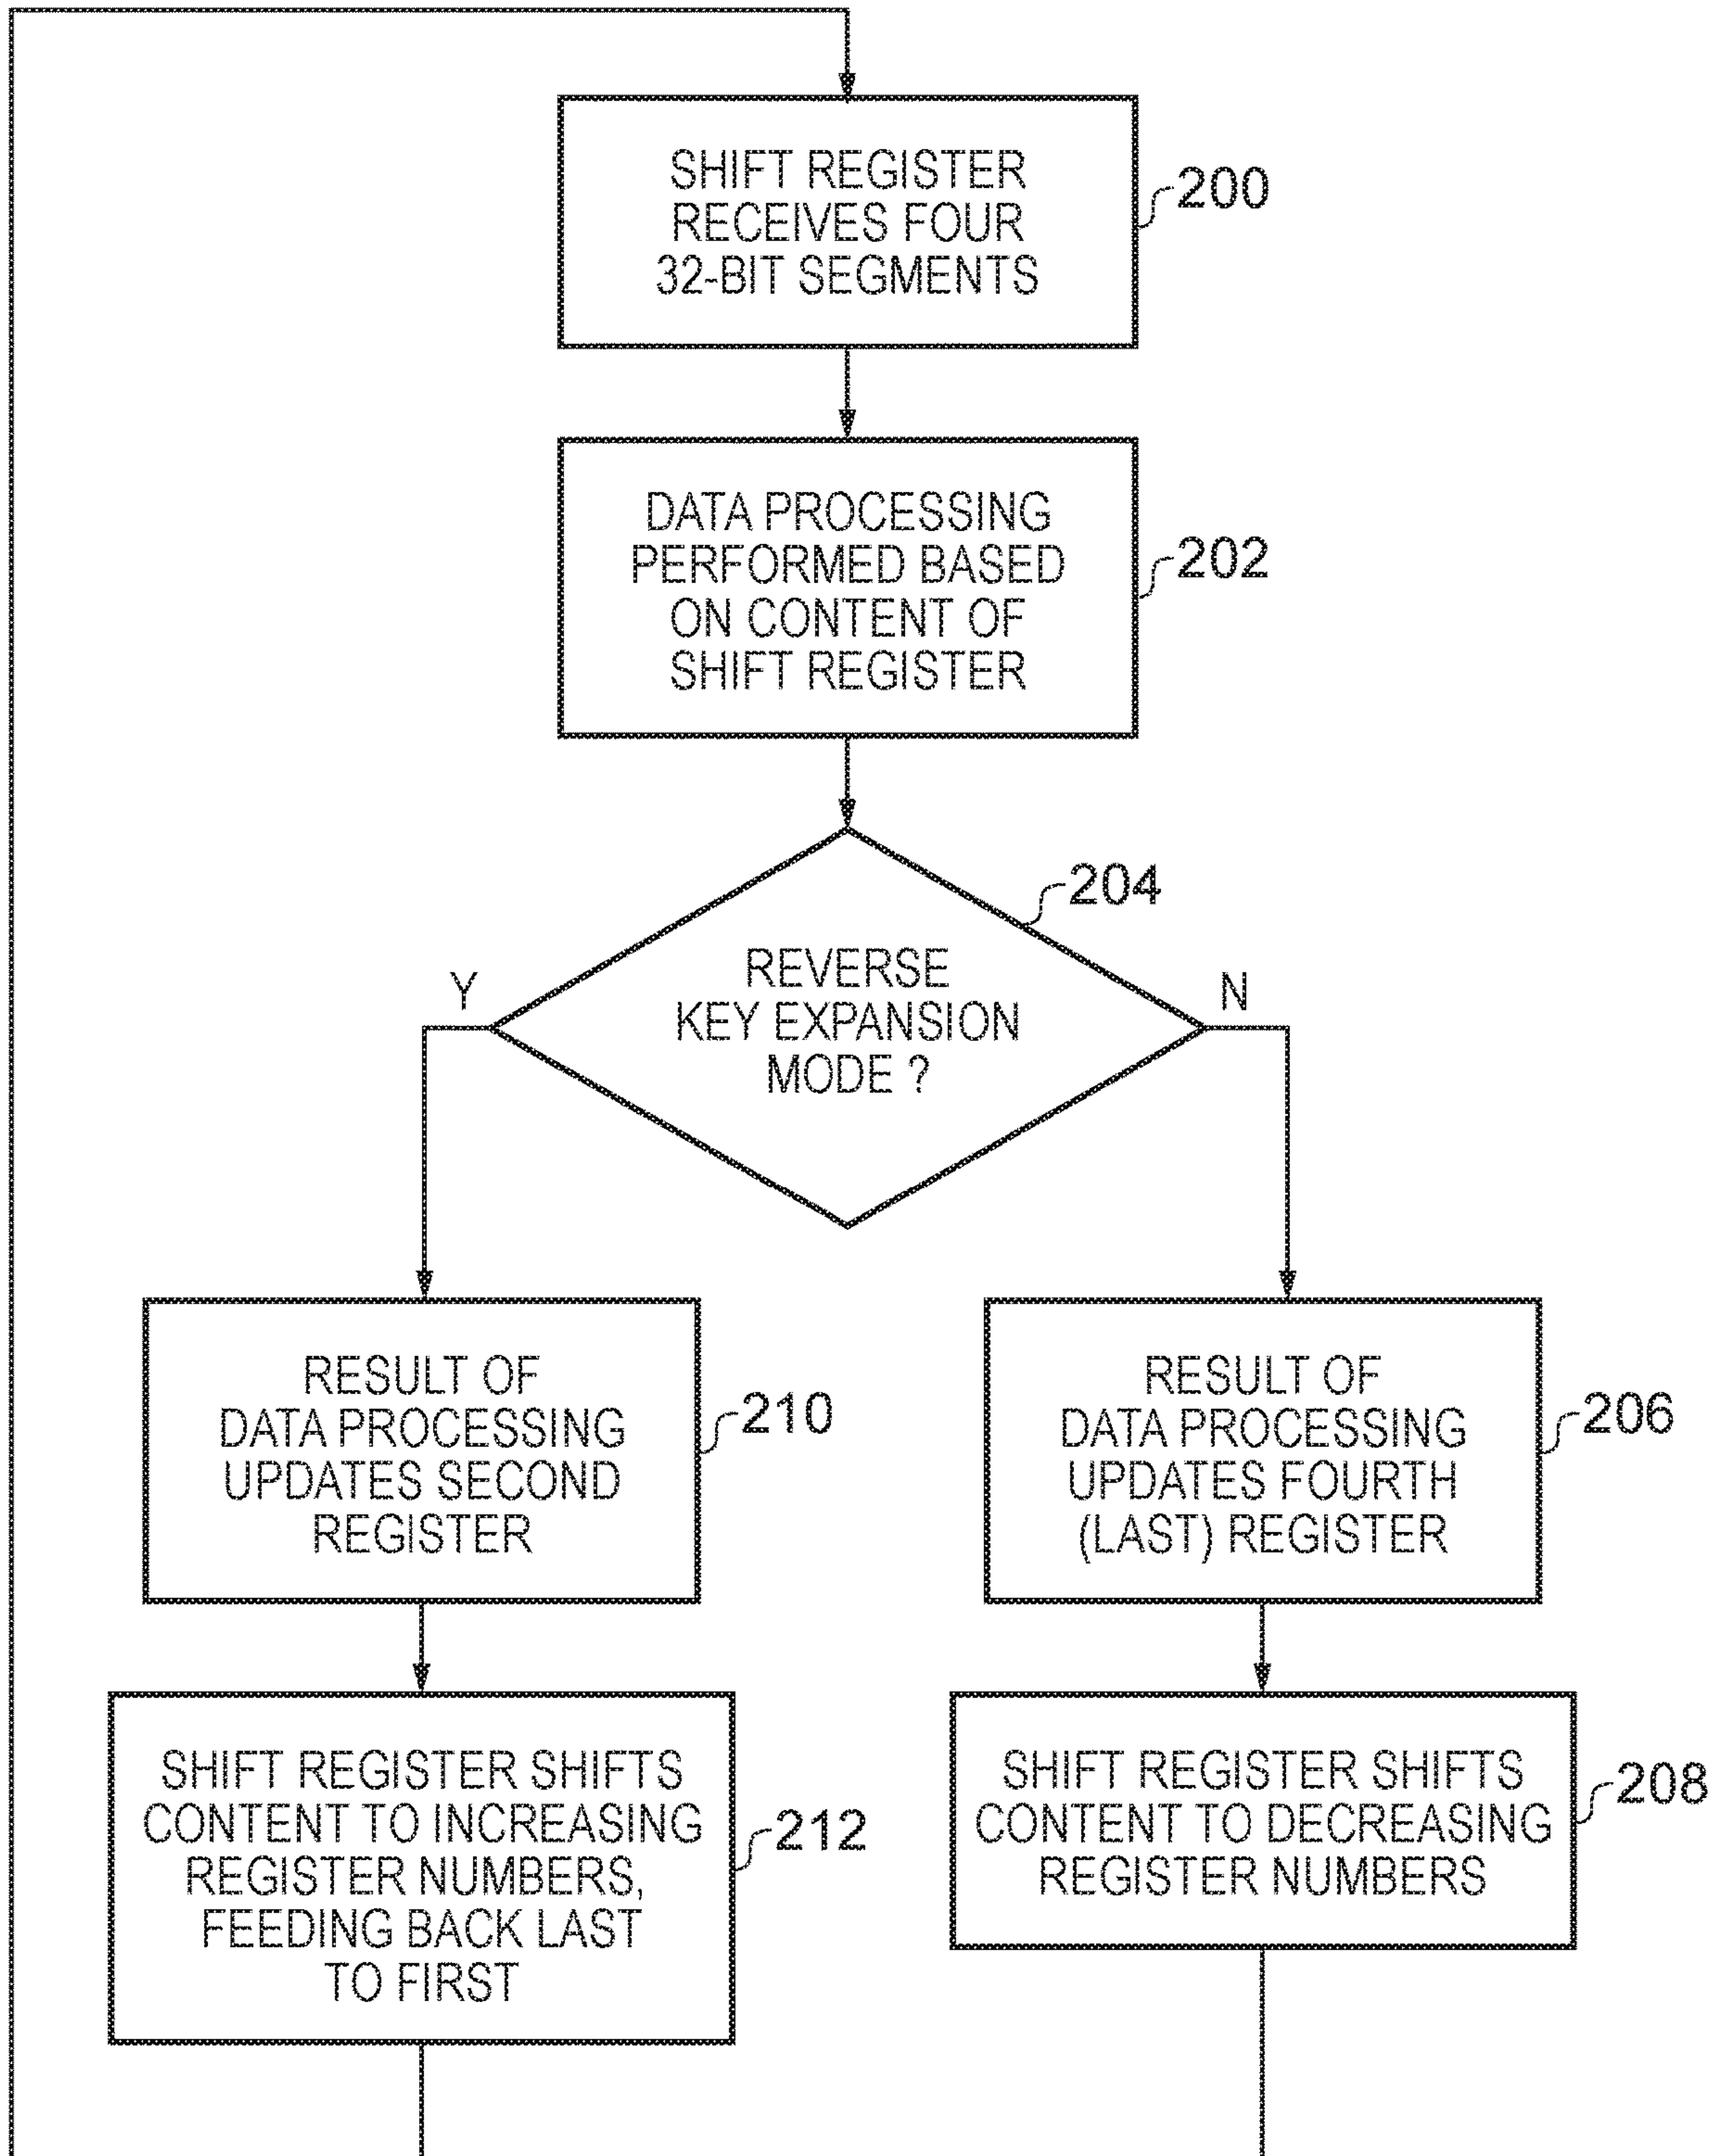 SHIFT REGISTER
RECEIVES FOUR
32-BIT SEGMENTS
200
DATA PROCESSING
PERFORMED BASED
ON CONTENT OF
SHIFT REGISTER
202
204
REVERSE
KEY EXPANSION
MODE ?
Y
N
RESULT OF
DATA PROCESSING
UPDATES SECOND
REGISTER
210
RESULT OF
DATA PROCESSING
UPDATES FOURTH
(LAST) REGISTER
206
SHIFT REGISTER SHIFTS
CONTENT TO INCREASING
REGISTER NUMBERS,
FEEDING BACK LAST
TO FIRST
212
SHIFT REGISTER SHIFTS
CONTENT TO DECREASING
REGISTER NUMBERS
208